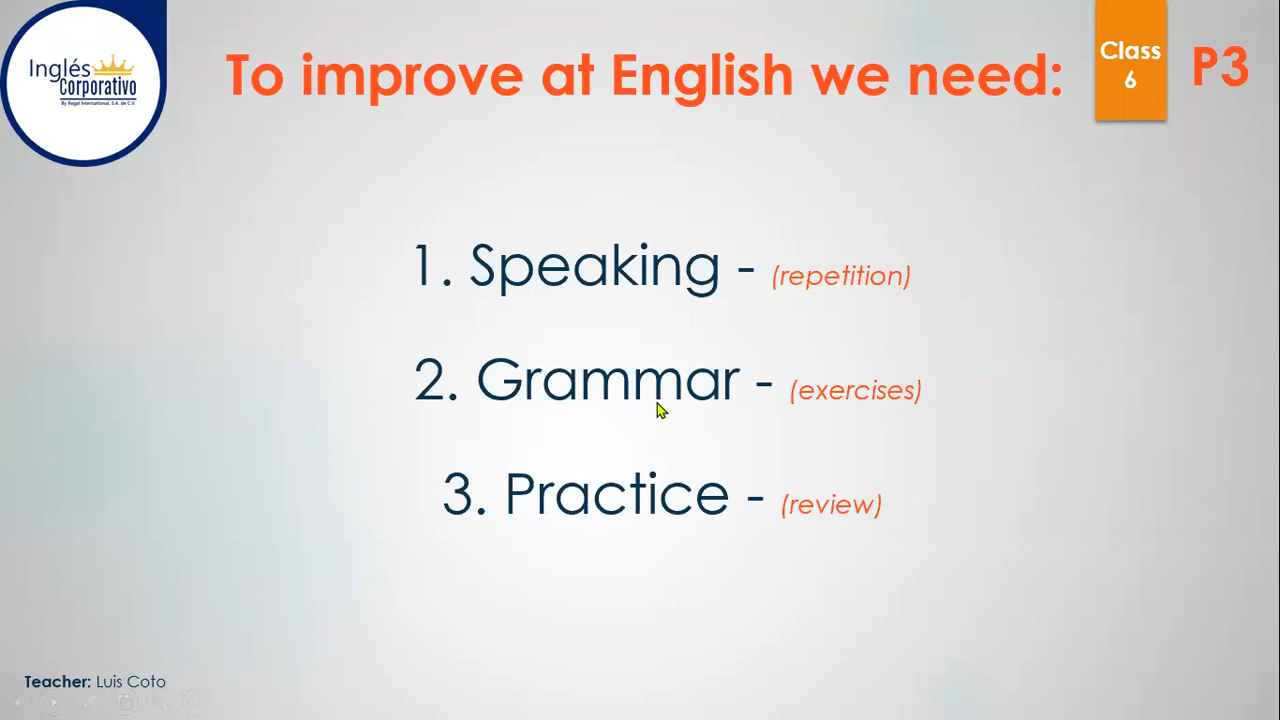 Inglés
Corporativo
By Regal International, S.A. de C.V.
To improve at English we need:
Class
6
P3
1. Speaking - (repetition)
2. Grammar - (exercises)
3. Practice - (review)
Teacher: Luis Coto